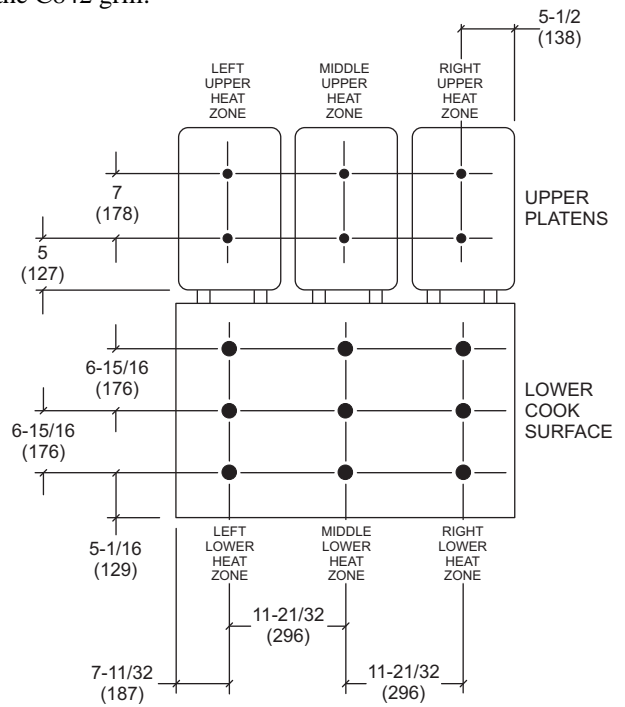 the C842 grill.
5-1/2
(138)
LEFT
UPPER
HEAT
ZONE
MIDDLE
UPPER
HEAT
ZONE
RIGHT
UPPER
HEAT
ZONE
7
(178)
UPPER
PLATENS
5
(127)
6-15/16
(176)
LOWER
COOK
SURFACE
6-15/16
(176)
5-1/16
(129)
LEFT
LOWER
HEAT
ZONE
MIDDLE
LOWER
HEAT
ZONE
RIGHT
LOWER
HEAT
ZONE
11-21/32
(296)
7-11/32
(187)
11-21/32
(296)